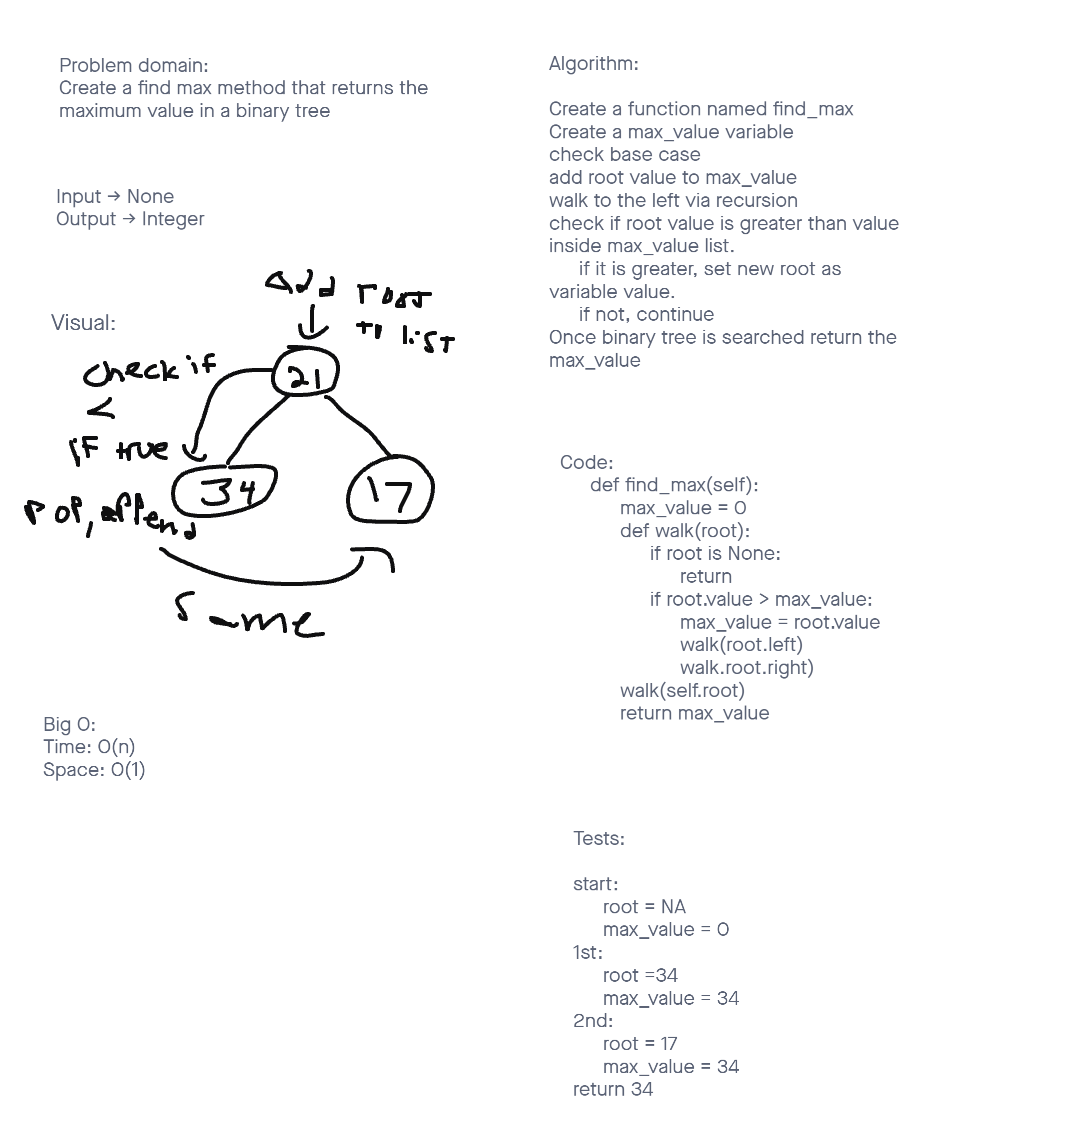 Problem domain:
Create a find max method that returns the
maximum value in a binary tree
Input → None
Output → Integer
Visual:
Add root
to list
21
check if
<
if true
pop, append
34
17
same
Big O:
Time: O(n)
Space: O(1)
Algorithm:
Create a function named find_max
Create a max_value variable
check base case
add root value to max_value
walk to the left via recursion
check if root value is greater than value
inside max_value list.
if it is greater, set new root as
variable value.
if not, continue
Once binary tree is searched return the
max_value
Code:
def find_max(self):
max_value = 0
def walk(root):
if root is None:
return
if root.value > max_value:
max_value = root.value
walk(root.left)
walk.root.right)
walk(self.root)
return max_value
Tests:
start:
root = NA
max_value = 0
1st:
root =34
max_value = 34
2nd:
root = 17
max_value = 34
return 34